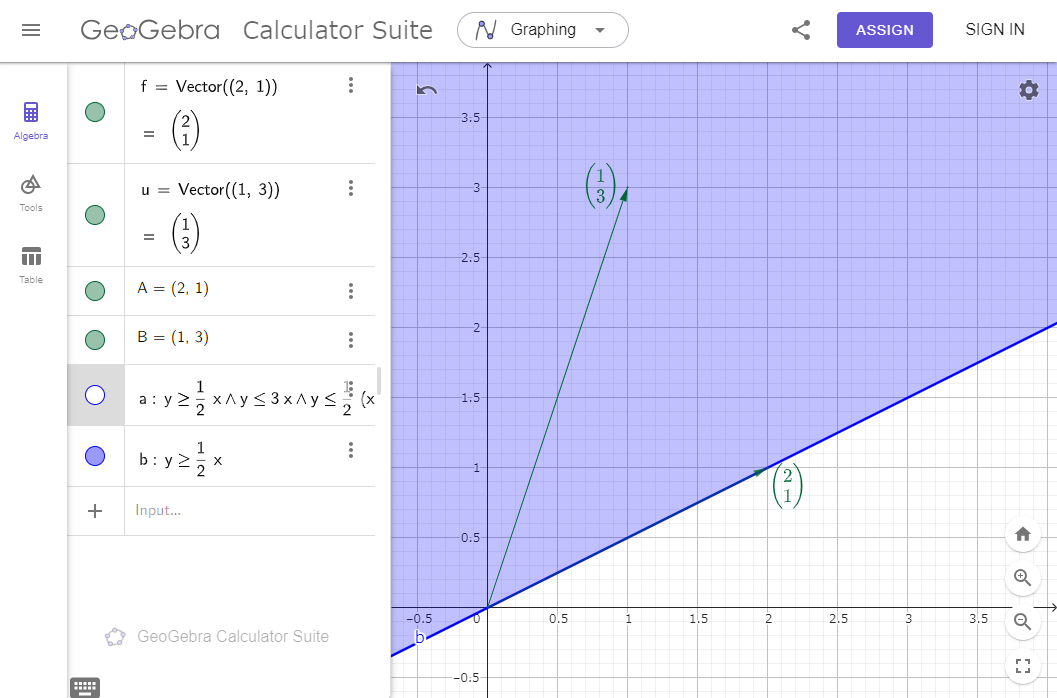 GeoGebra Calculator Suite Graphing ASSIGN SIGN IN
Algebra
Tools
Table
f = Vector((2, 1))
= (2 1)
u = Vector((1, 3))
= (1 3)
A = (2, 1)
B = (1, 3)
a : y ≥ 1/2 x ∧ y ≤ 3 x ∧ y ≤ 1/2 (x
b : y ≥ 1/2 x
+ Input...
GeoGebra Calculator Suite
3.5
(1 3)
3
2.5
2
1.5
1
(2 1)
0.5
−0.5 0 0.5 1 1.5 2 2.5 3 3.5
b
−0.5